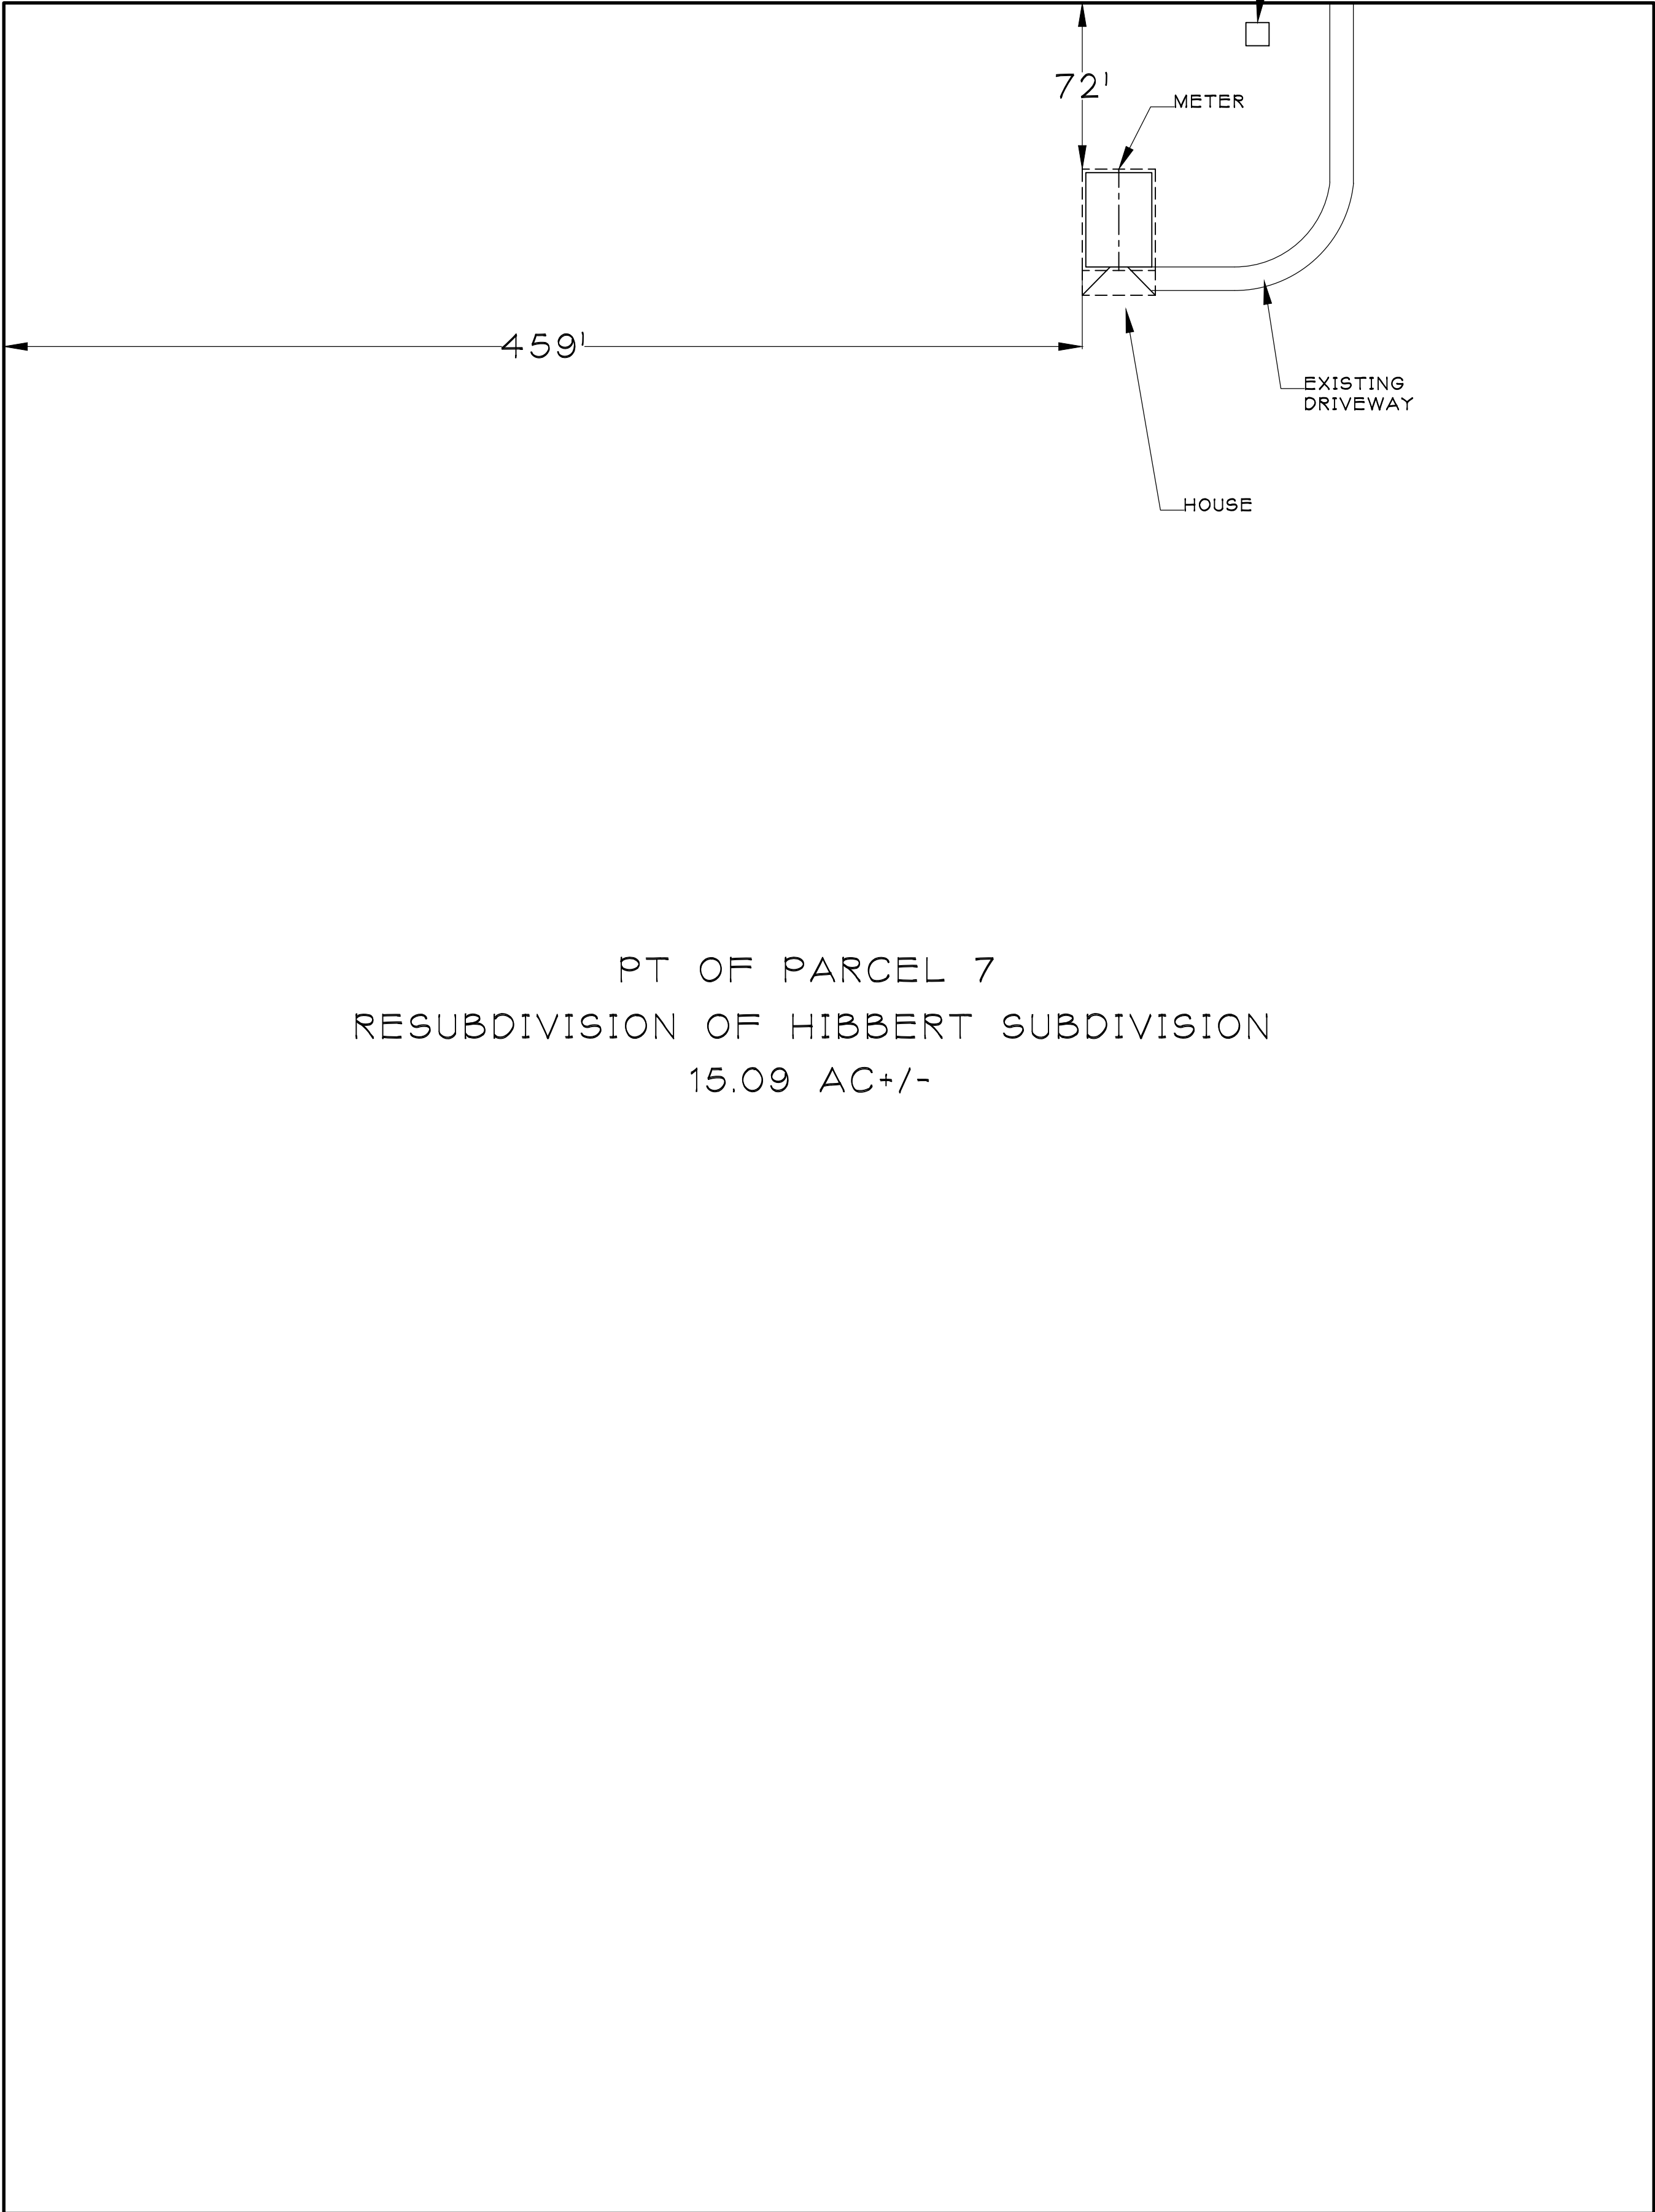 72'
METER
459'
EXISTING
DRIVEWAY
HOUSE
PT OF PARCEL 7
RESUBDIVISION OF HIBBERT SUBDIVISION
15.09 AC+/-